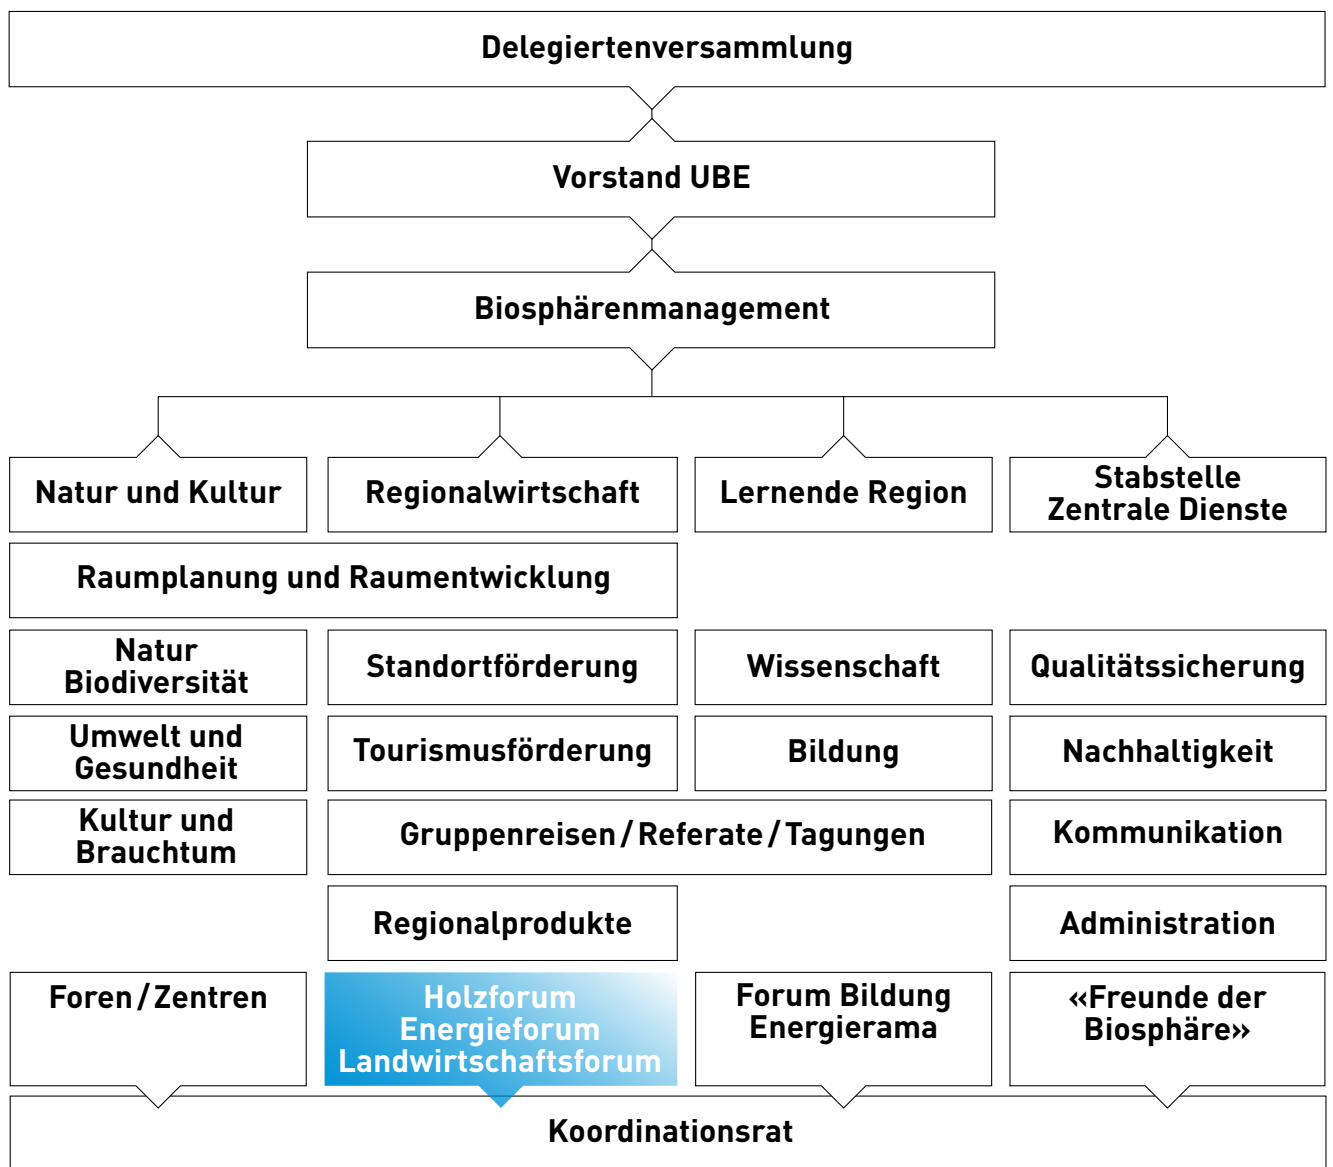 Delegiertenversammlung
Vorstand UBE
Biosphärenmanagement
Natur und Kultur
Regionalwirtschaft
Lernende Region
Stabstelle
Zentrale Dienste
Raumplanung und Raumentwicklung
Natur
Biodiversität
Standortförderung
Wissenschaft
Qualitätssicherung
Umwelt und
Gesundheit
Tourismusförderung
Bildung
Nachhaltigkeit
Kultur und
Brauchtum
Gruppenreisen / Referate / Tagungen
Kommunikation
Regionalprodukte
Administration
Foren / Zentren
Holzforum
Energieforum
Landwirtschaftsforum
Forum Bildung
Energierama
«Freunde der
Biosphäre»
Koordinationsrat